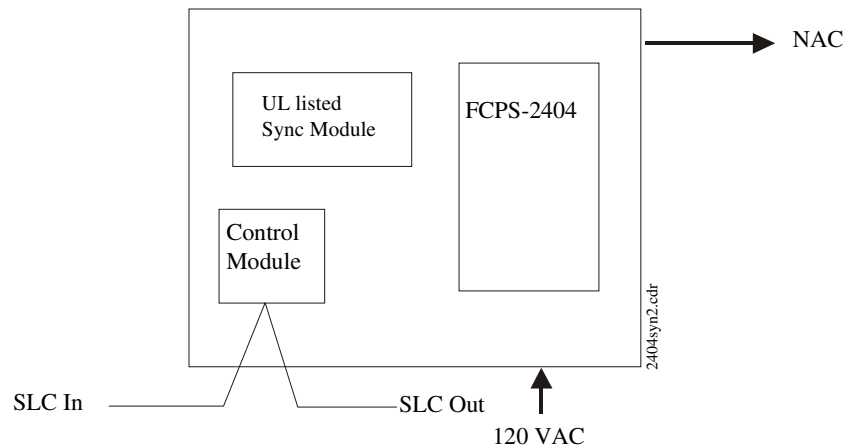 NAC
UL listed
Sync Module
FCPS-2404
Control
Module
2404syn2.cdr
SLC In
SLC Out
120 VAC